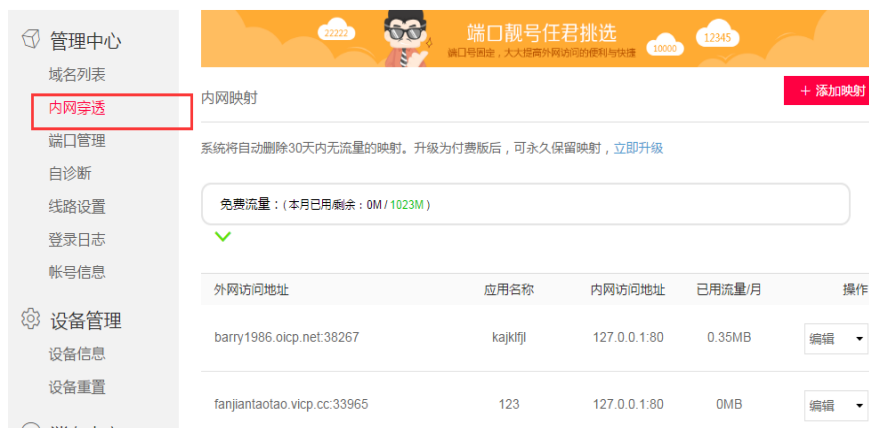 管理中心
域名列表
内网穿透
端口管理
自诊断
线路设置
登录日志
帐号信息
设备管理
设备信息
设备重置
22222
端口靓号任君挑选
端口号固定，大大提高外网访问的便利与快捷
10000
12345
内网映射
+ 添加映射
系统将自动删除30天内无流量的映射。升级为付费版后，可永久保留映射，立即升级
免费流量：(本月已用/剩余：0M / 1023M)
外网访问地址 应用名称 内网访问地址 已用流量/月 操作
barry1986.oicp.net:38267 kajklfjl 127.0.0.1:80 0.35MB 编辑
fanjiantaotao.vicp.cc:33965 123 127.0.0.1:80 0MB 编辑